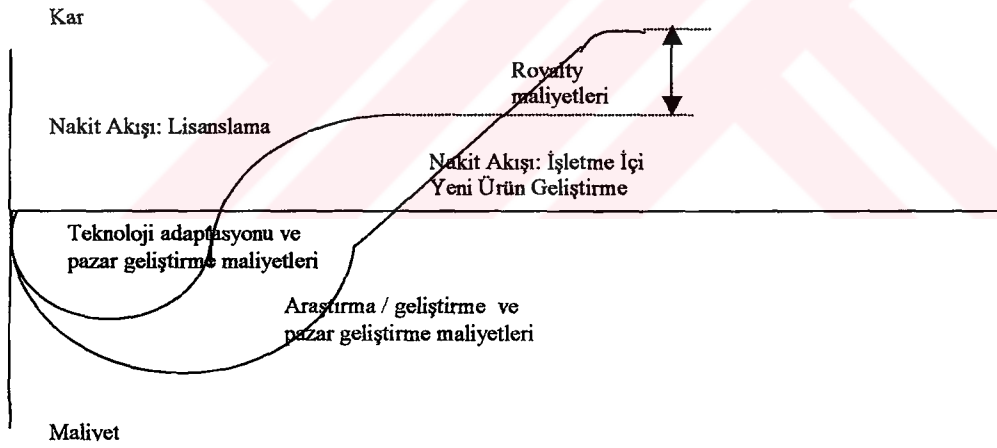 Kar
Royalty
maliyetleri
Nakit Akışı: Lisanslama
Nakit Akışı: İşletme İçi
Yeni Ürün Geliştirme
Teknoloji adaptasyonu ve
pazar geliştirme maliyetleri
Araştırma / geliştirme ve
pazar geliştirme maliyetleri
Maliyet